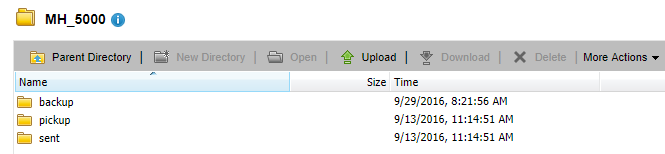 MH_5000
Parent Directory | New Directory | Open | Upload | Download | Delete | More Actions
Name Size Time
backup 9/29/2016, 8:21:56 AM
pickup 9/13/2016, 11:14:51 AM
sent 9/13/2016, 11:14:51 AM